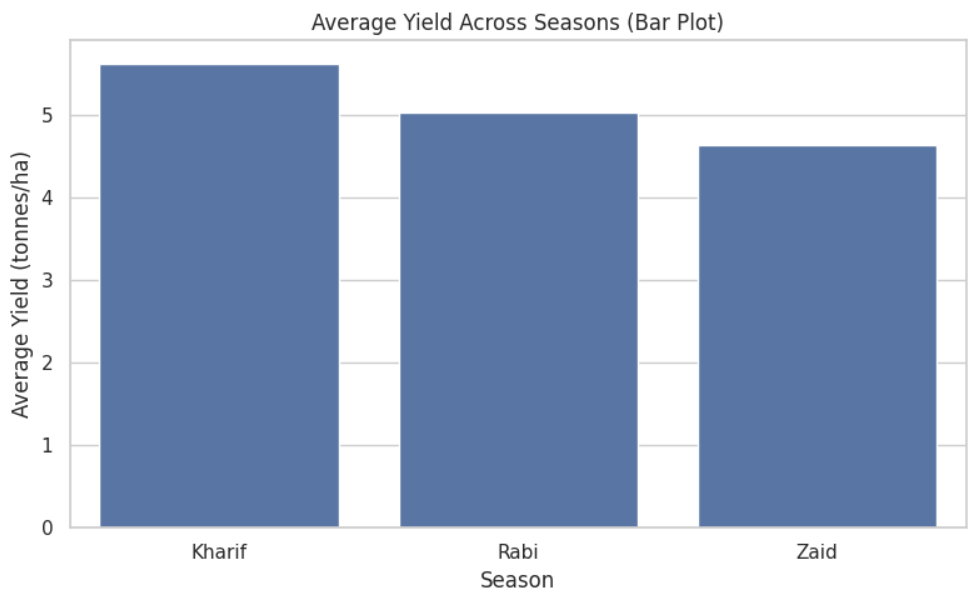 Average Yield Across Seasons (Bar Plot)
Average Yield (tonnes/ha)
5
4
3
2
1
0
Kharif Rabi Zaid
Season